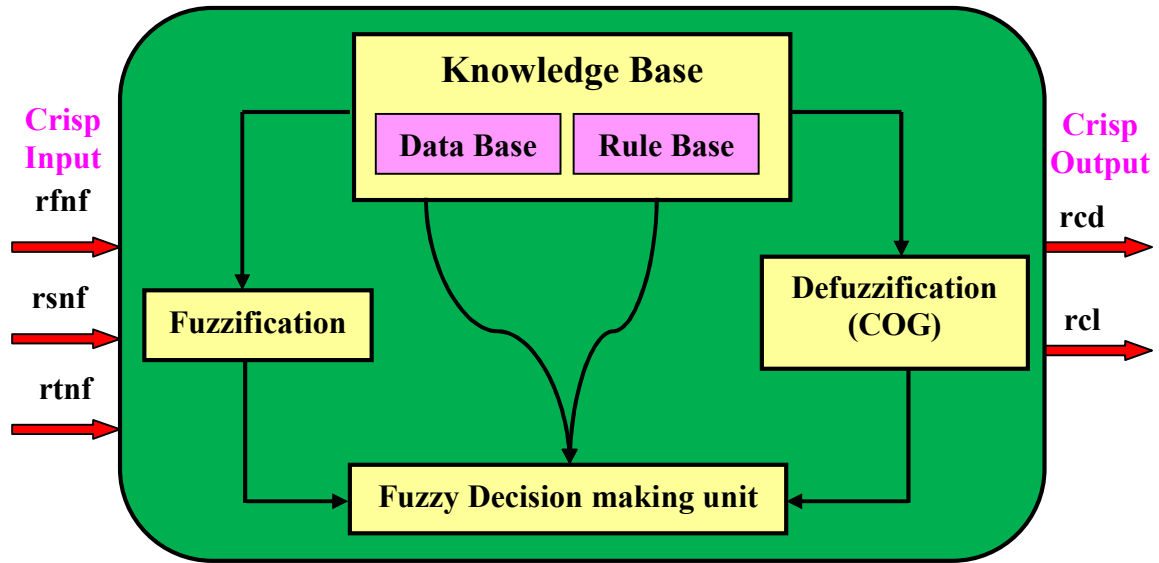 Knowledge Base
Data Base
Rule Base
Crisp
Input
rfnf
rsnf
rtnf
Fuzzification
Defuzzification
(COG)
Fuzzy Decision making unit
Crisp
Output
rcd
rcl